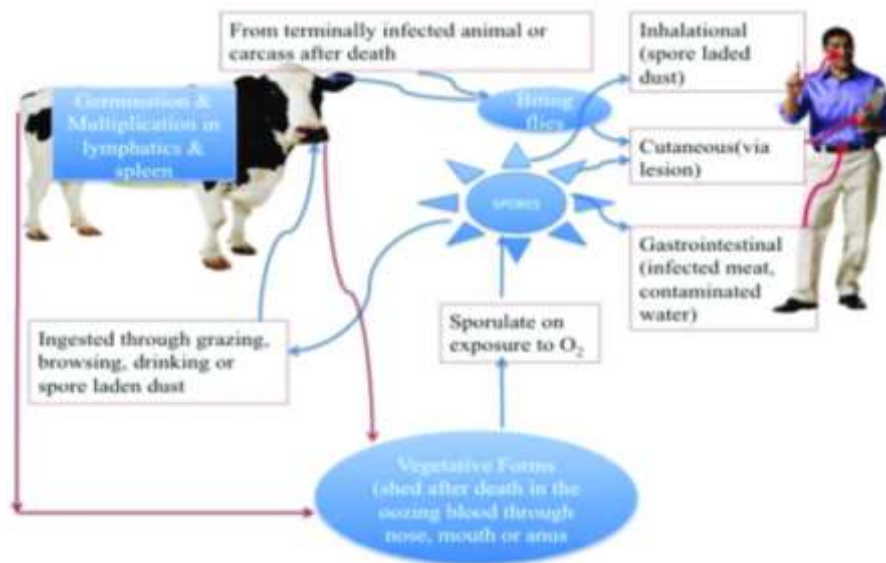 From terminally infected animal or
carcass after death
Inhalational
(spore laded
dust)
Germination &
Multiplication in
lymphatics &
spleen
Biting
flies
Cutaneous(via
lesion)
SPORES
Gastrointestinal
(infected meat,
contaminated
water)
Ingested through grazing,
browsing, drinking or
spore laden dust
Sporulate on
exposure to O₂
Vegetative Forms
(shed after death in the
oozing blood through
nose, mouth or anus